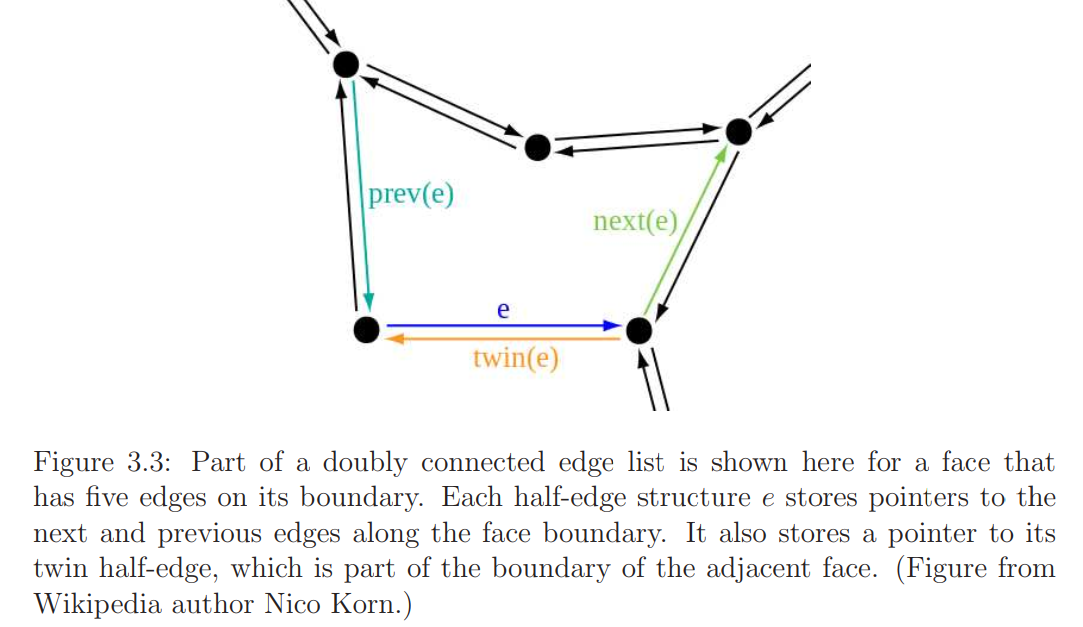 prev(e)
next(e)
e
twin(e)
Figure 3.3: Part of a doubly connected edge list is shown here for a face that
has five edges on its boundary. Each half-edge structure e stores pointers to the
next and previous edges along the face boundary. It also stores a pointer to its
twin half-edge, which is part of the boundary of the adjacent face. (Figure from
Wikipedia author Nico Korn.)